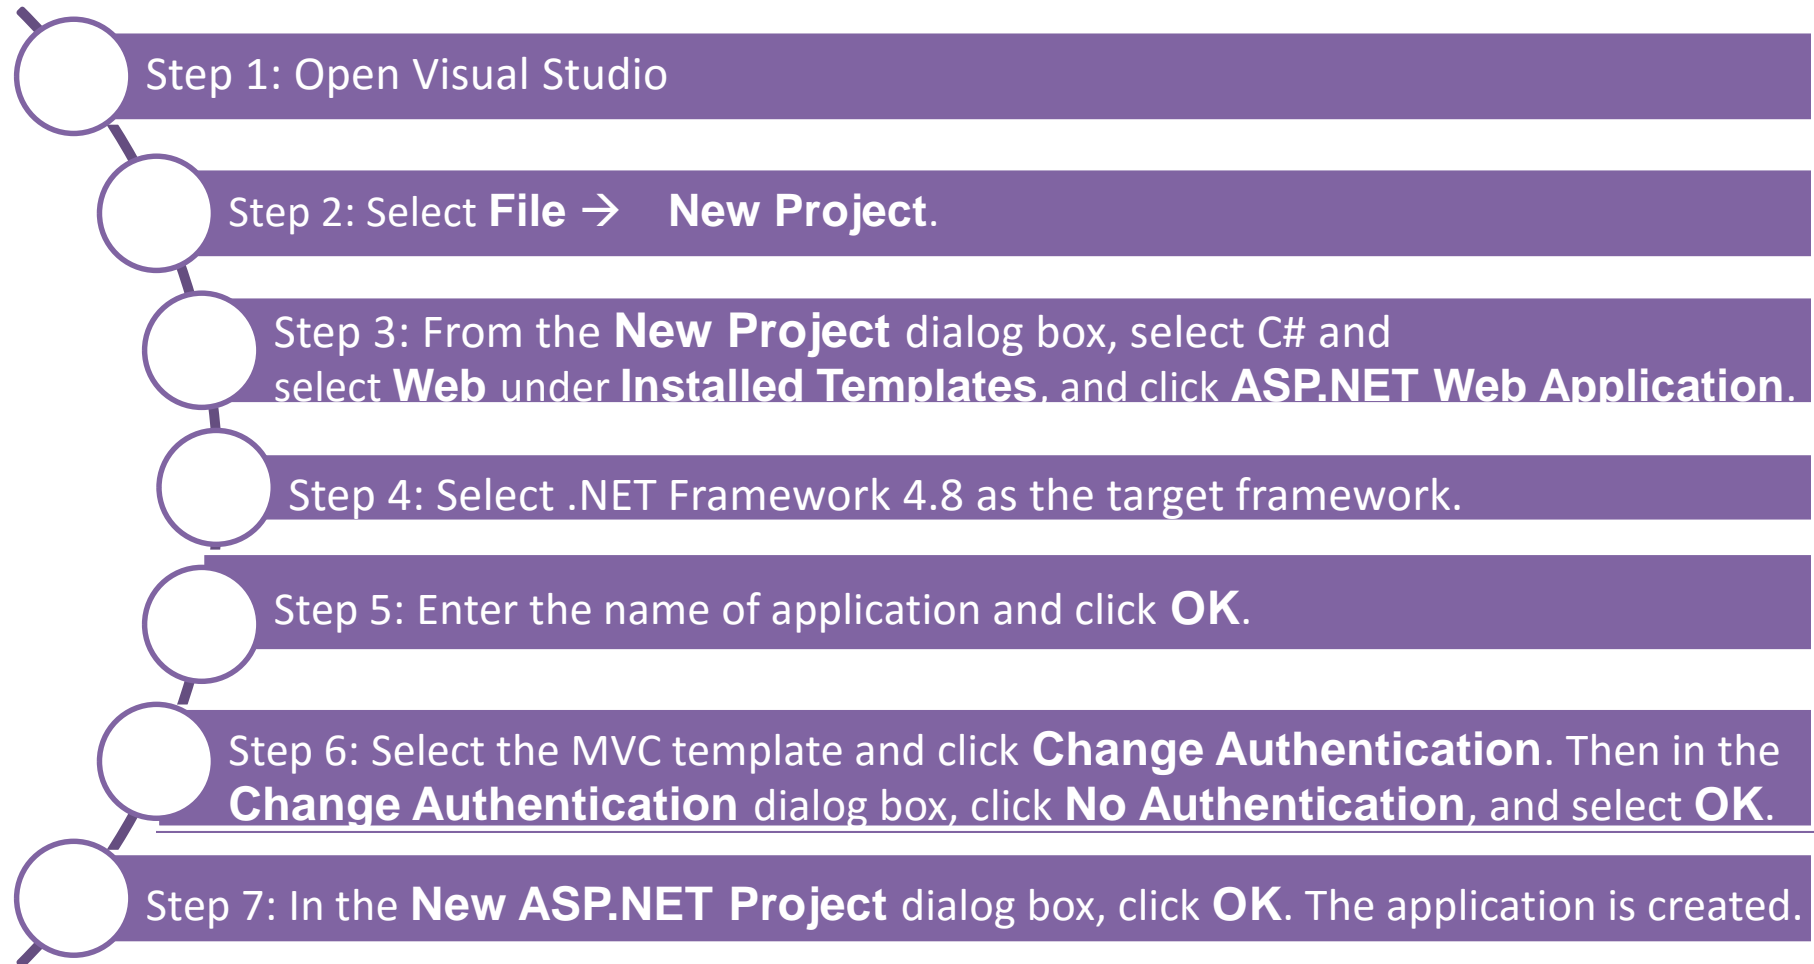 Step 1: Open Visual Studio
Step 2: Select File → New Project.
Step 3: From the New Project dialog box, select C# and
select Web under Installed Templates, and click ASP.NET Web Application.
Step 4: Select .NET Framework 4.8 as the target framework.
Step 5: Enter the name of application and click OK.
Step 6: Select the MVC template and click Change Authentication. Then in the
Change Authentication dialog box, click No Authentication, and select OK.
Step 7: In the New ASP.NET Project dialog box, click OK. The application is created.